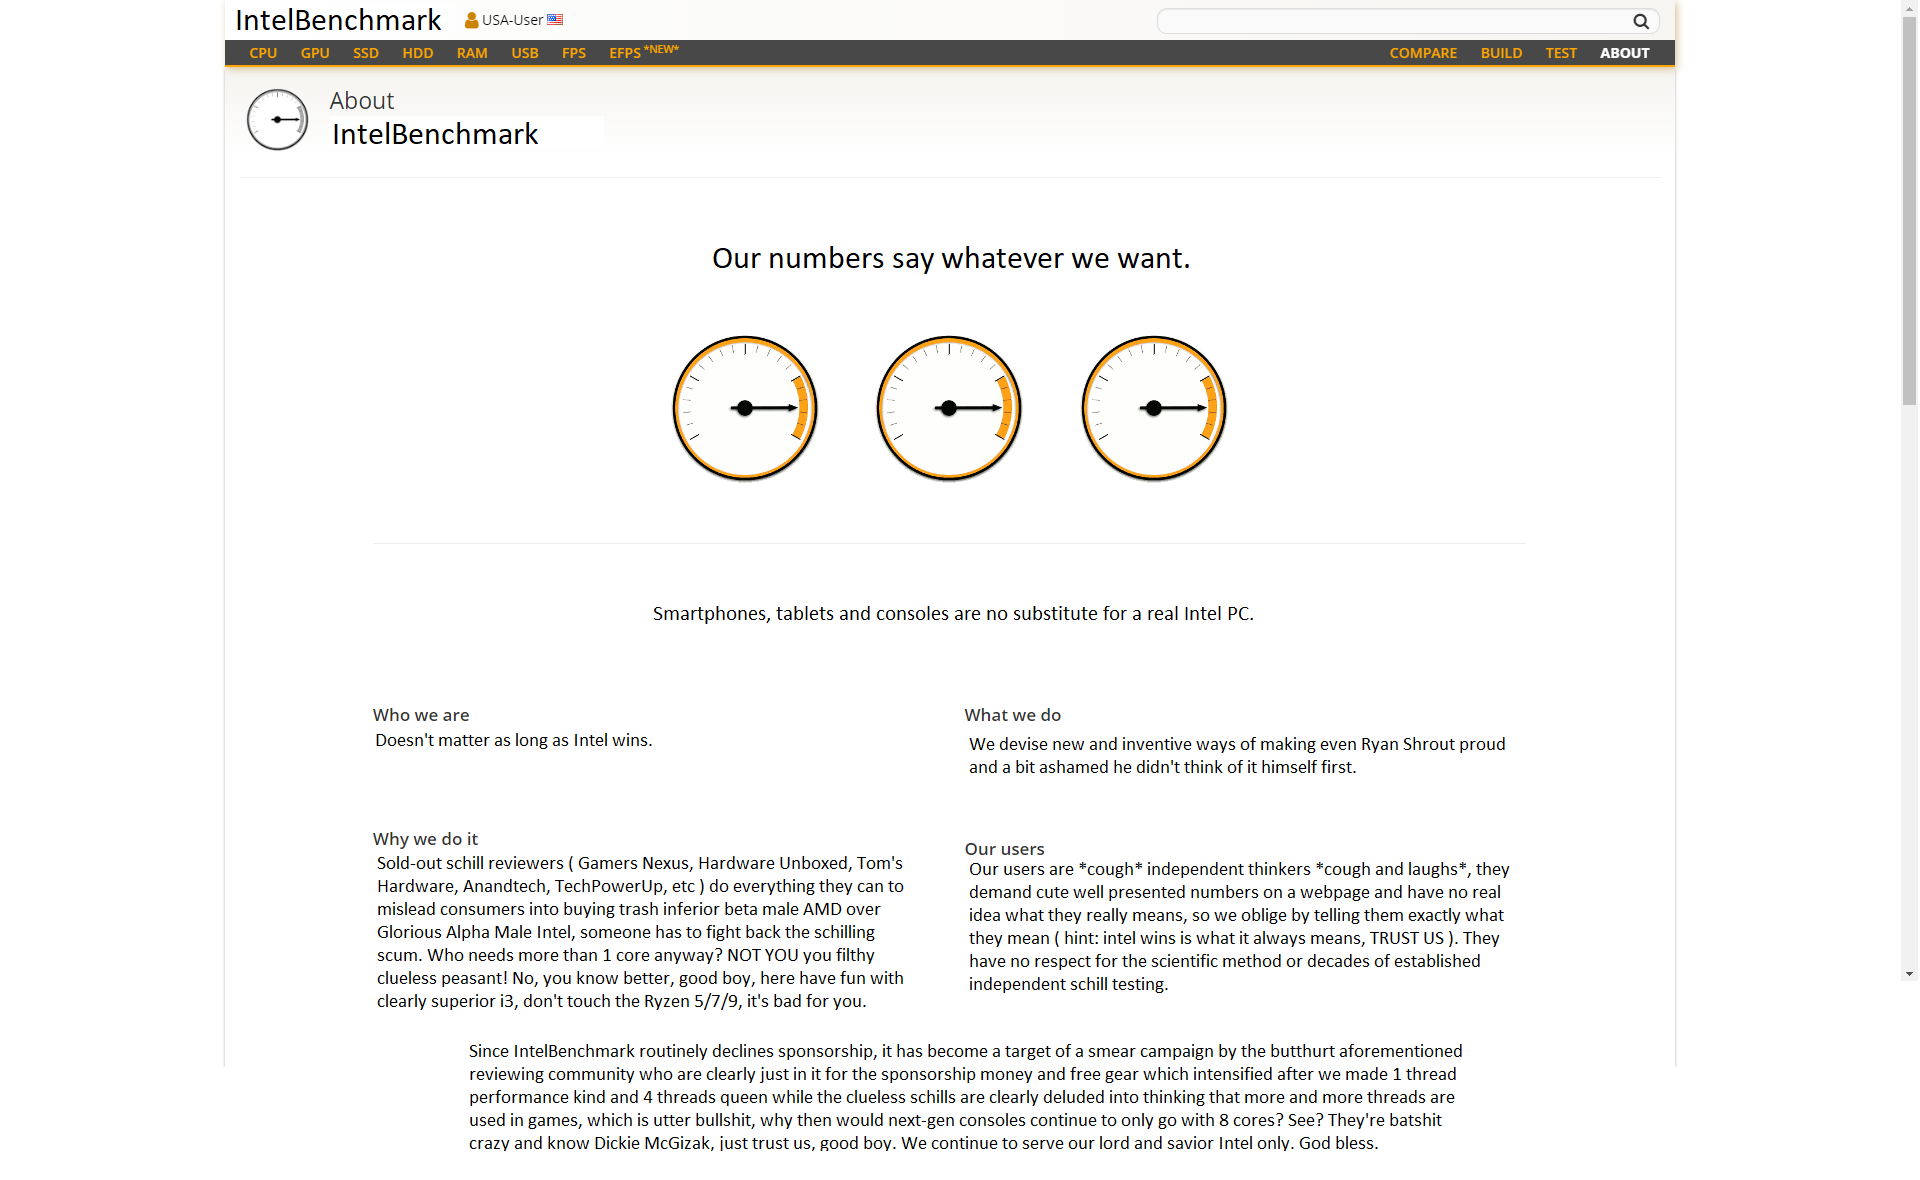 IntelBenchmark USA-User
CPU GPU SSD HDD RAM USB FPS EFPS *NEW* COMPARE BUILD TEST ABOUT
About
IntelBenchmark
Our numbers say whatever we want.
Smartphones, tablets and consoles are no substitute for a real Intel PC.
Who we are
Doesn't matter as long as Intel wins.
What we do
We devise new and inventive ways of making even Ryan Shrout proud
and a bit ashamed he didn't think of it himself first.
Why we do it
Sold-out schill reviewers ( Gamers Nexus, Hardware Unboxed, Tom's
Hardware, Anandtech, TechPowerUp, etc ) do everything they can to
mislead consumers into buying trash inferior beta male AMD over
Glorious Alpha Male Intel, someone has to fight back the schilling
scum. Who needs more than 1 core anyway? NOT YOU you filthy
clueless peasant! No, you know better, good boy, here have fun with
clearly superior i3, don't touch the Ryzen 5/7/9, it's bad for you.
Our users
Our users are *cough* independent thinkers *cough and laughs*, they
demand cute well presented numbers on a webpage and have no real
idea what they really means, so we oblige by telling them exactly what
they mean ( hint: intel wins is what it always means, TRUST US ). They
have no respect for the scientific method or decades of established
independent schill testing.
Since IntelBenchmark routinely declines sponsorship, it has become a target of a smear campaign by the butthurt aforementioned
reviewing community who are clearly just in it for the sponsorship money and free gear which intensified after we made 1 thread
performance kind and 4 threads queen while the clueless schills are clearly deluded into thinking that more and more threads are
used in games, which is utter bullshit, why then would next-gen consoles continue to only go with 8 cores? See? They're batshit
crazy and know Dickie McGizak, just trust us, good boy. We continue to serve our lord and savior Intel only. God bless.